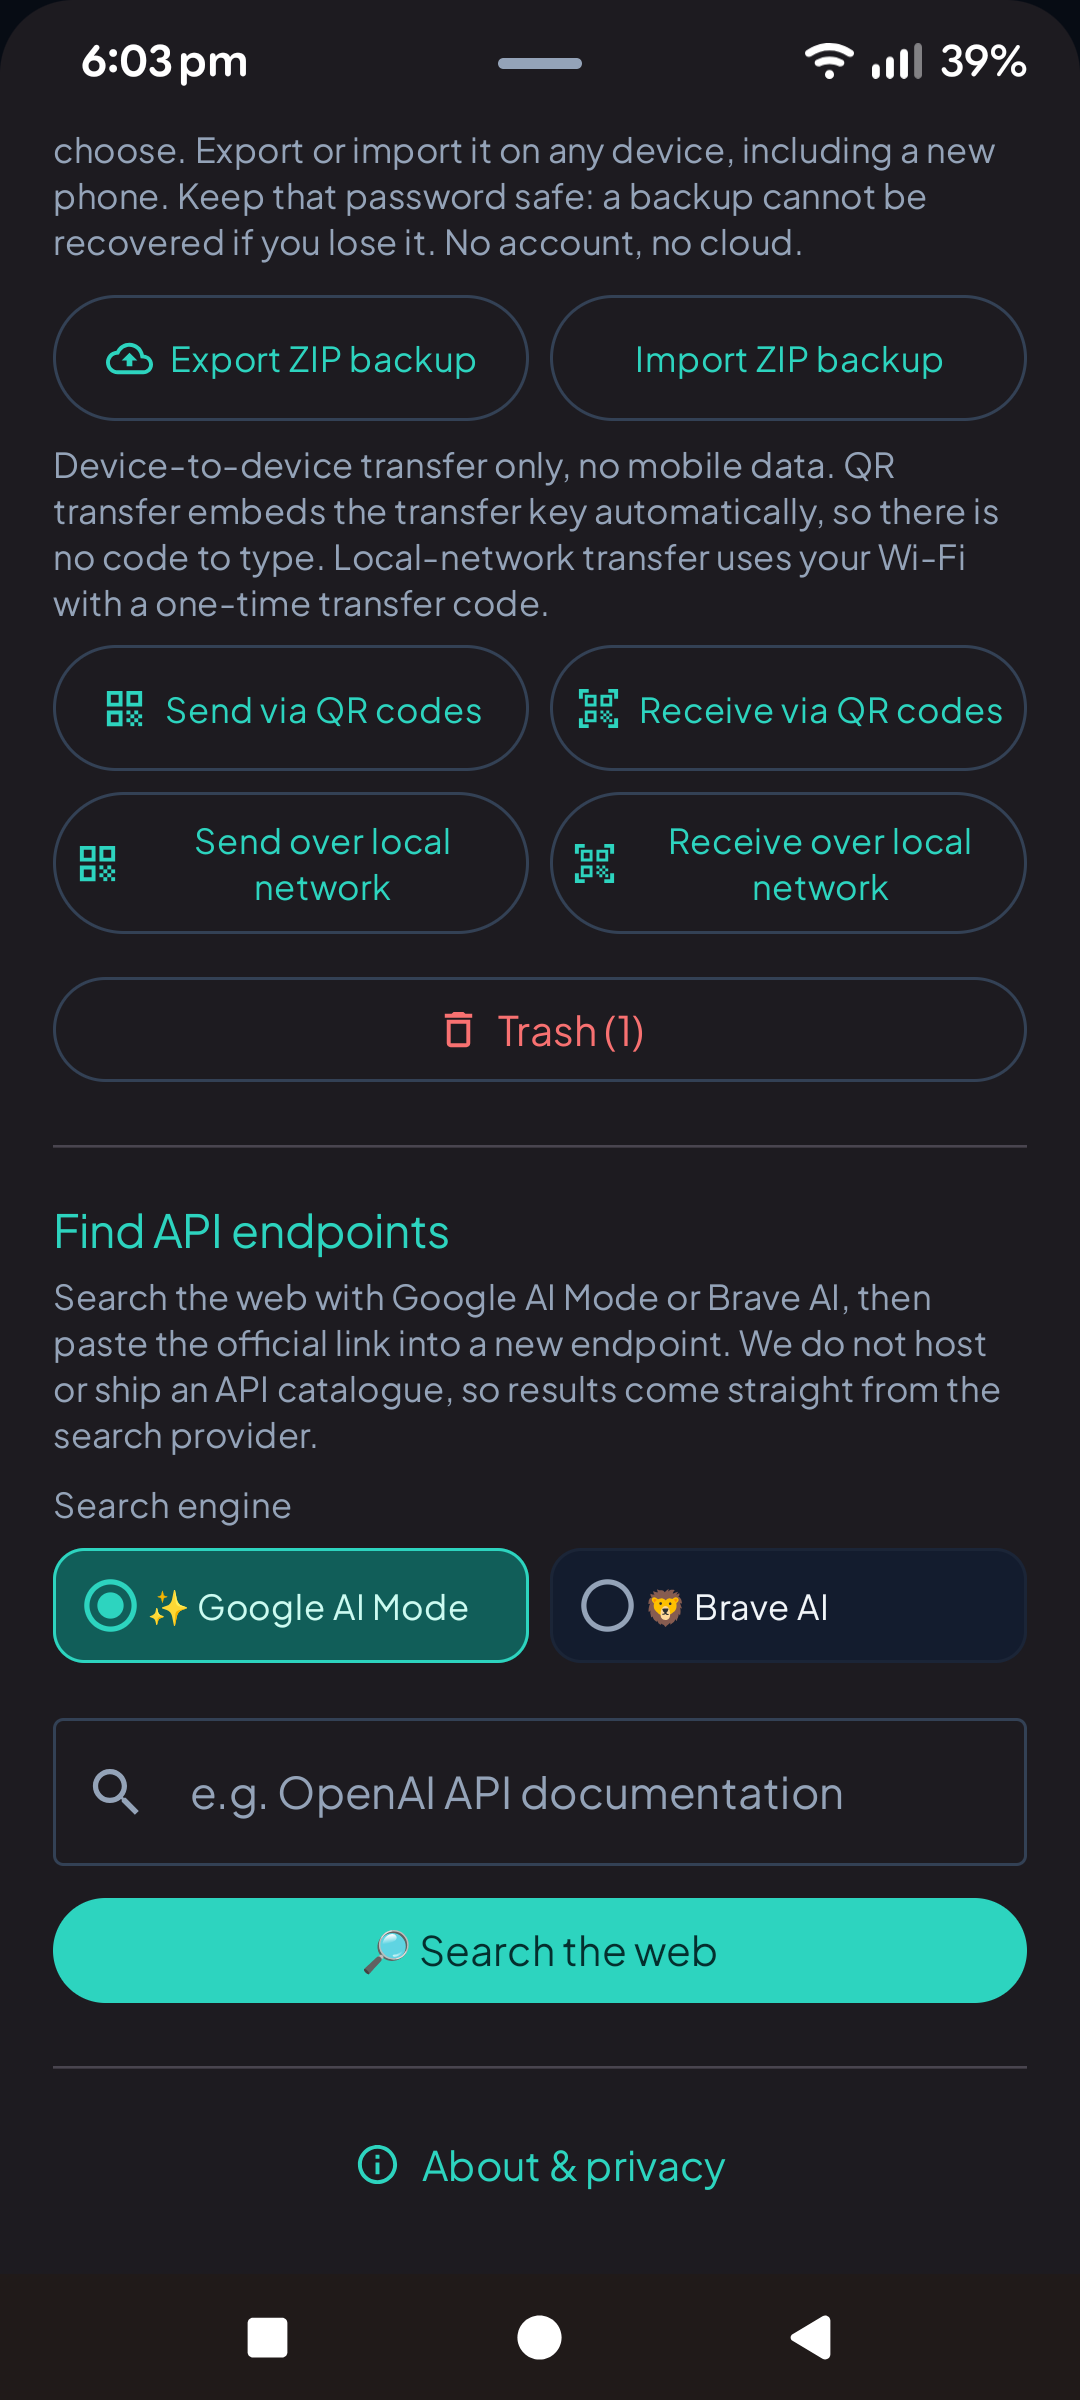 6:03 pm
39%
choose. Export or import it on any device, including a new
phone. Keep that password safe: a backup cannot be
recovered if you lose it. No account, no cloud.
Export ZIP backup
Import ZIP backup
Device-to-device transfer only, no mobile data. QR
transfer embeds the transfer key automatically, so there is
no code to type. Local-network transfer uses your Wi-Fi
with a one-time transfer code.
Send via QR codes
Receive via QR codes
Send over local
network
Receive over local
network
Trash (1)
Find API endpoints
Search the web with Google AI Mode or Brave AI, then
paste the official link into a new endpoint. We do not host
or ship an API catalogue, so results come straight from the
search provider.
Search engine
✨ Google AI Mode
🦁 Brave AI
e.g. OpenAI API documentation
🔎 Search the web
About & privacy